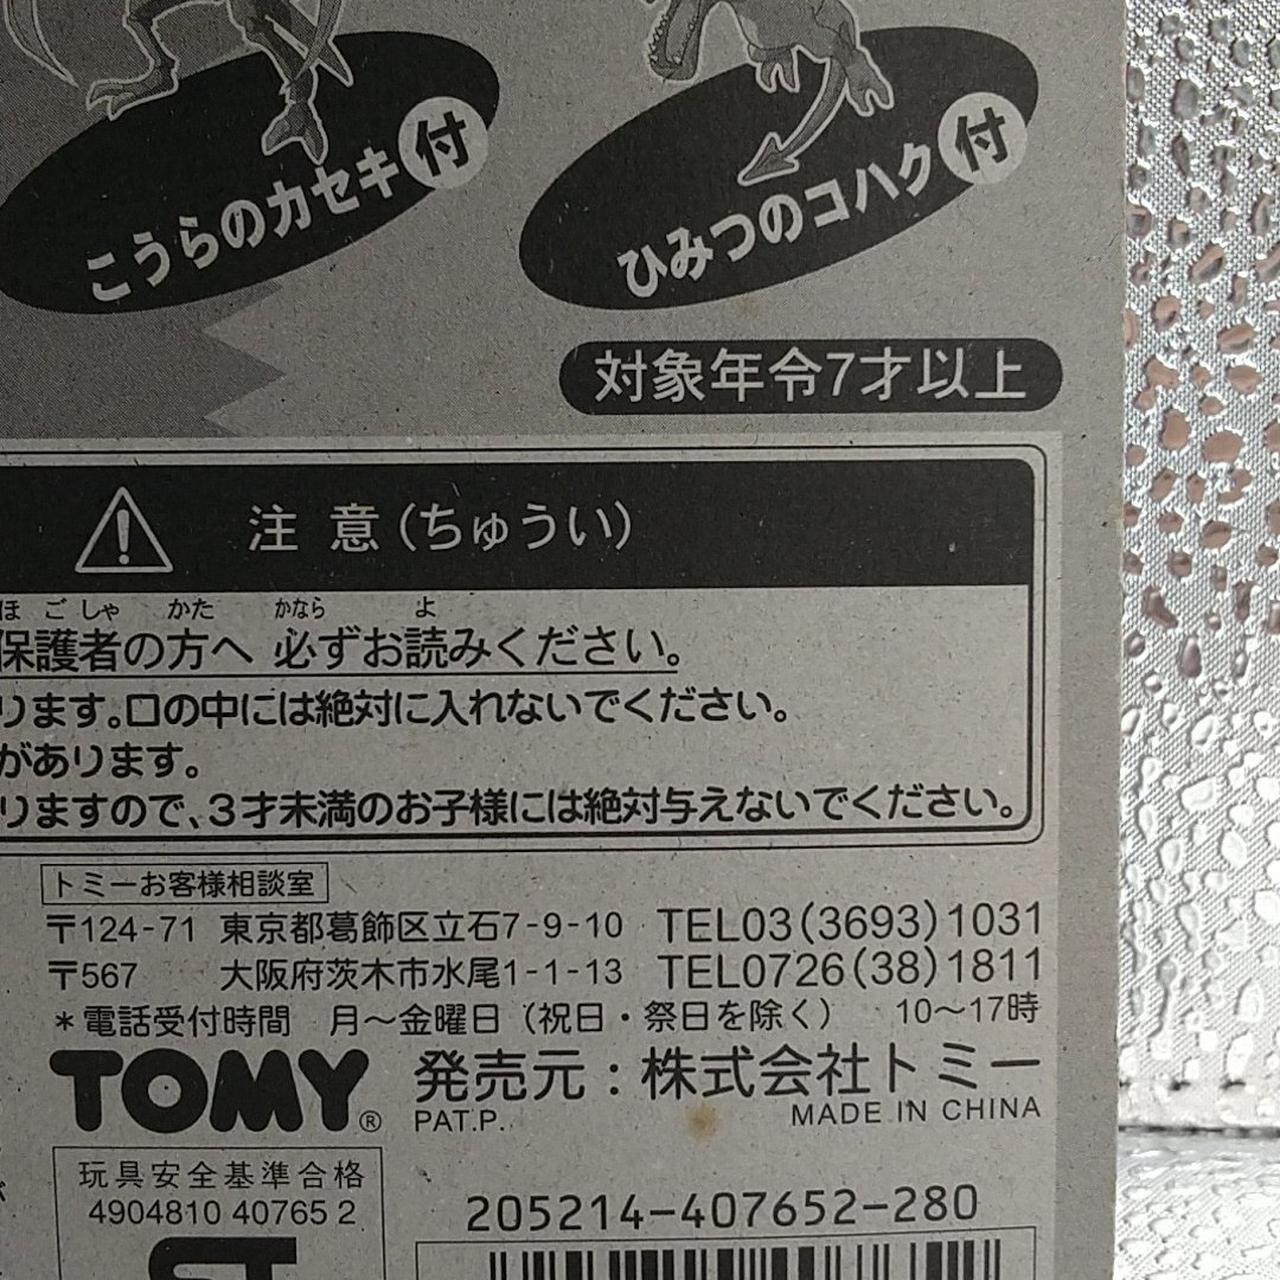 こうらのカセキ付
ひみつのコハク付
対象年令7才以上
注意(ちゅうい)
ほごしゃ かた かなら よ
保護者の方へ 必ずお読みください。
ります。口の中には絶対に入れないでください。
があります。
りますので、3才未満のお子様には絶対与えないでください。
トミーお客様相談室
〒124-71 東京都葛飾区立石7-9-10 TEL03(3693)1031
〒567 大阪府茨木市水尾1-1-13 TEL0726(38)1811
*電話受付時間 月~金曜日(祝日・祭日を除く) 10~17時
TOMY® 発売元:株式会社トミー
PAT.P. MADE IN CHINA
玩具安全基準合格
4904810 40765 2
205214-407652-280
ST